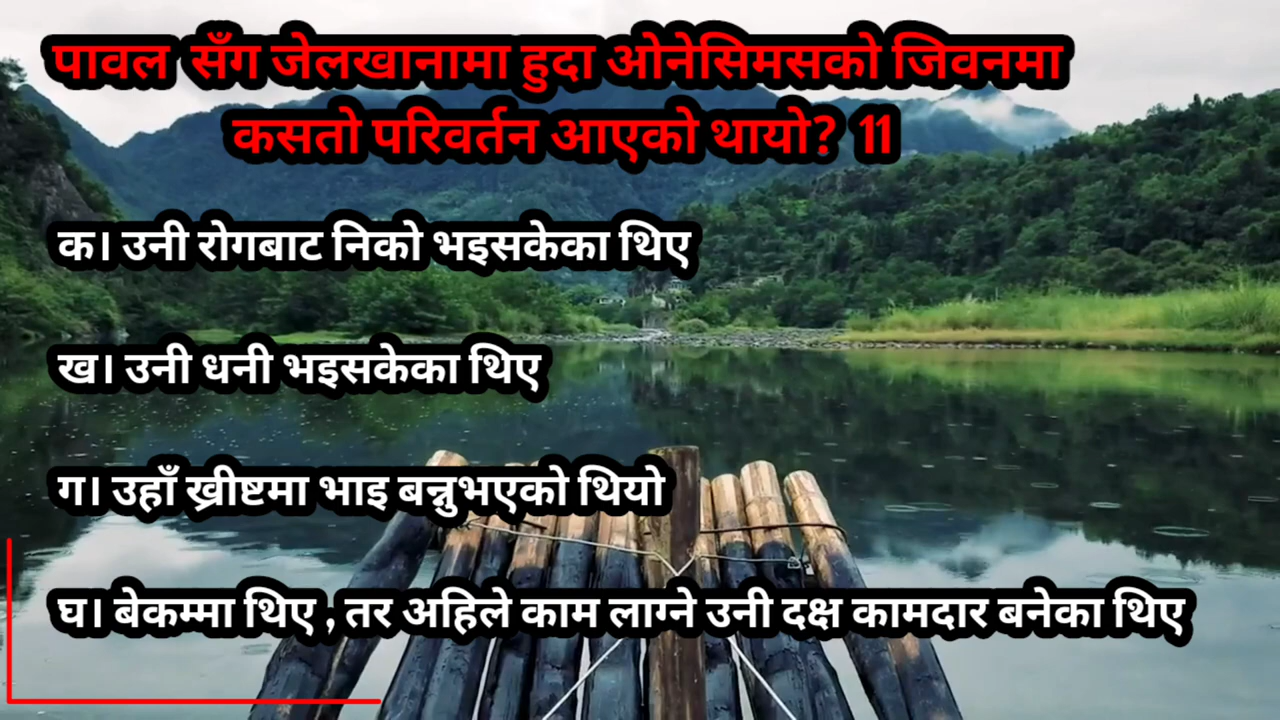 पावल सँग जेलखानामा हुदा ओनेसिमसको जिवनमा
कसतो परिवर्तन आएको थायो? 11
क। उनी रोगबाट निको भइसकेका थिए
ख। उनी धनी भइसकेका थिए
ग। उहाँ ख्रीष्टमा भाइ बन्नुभएको थियो
घ। बेकम्मा थिए , तर अहिले काम लाग्ने उनी दक्ष कामदार बनेका थिए